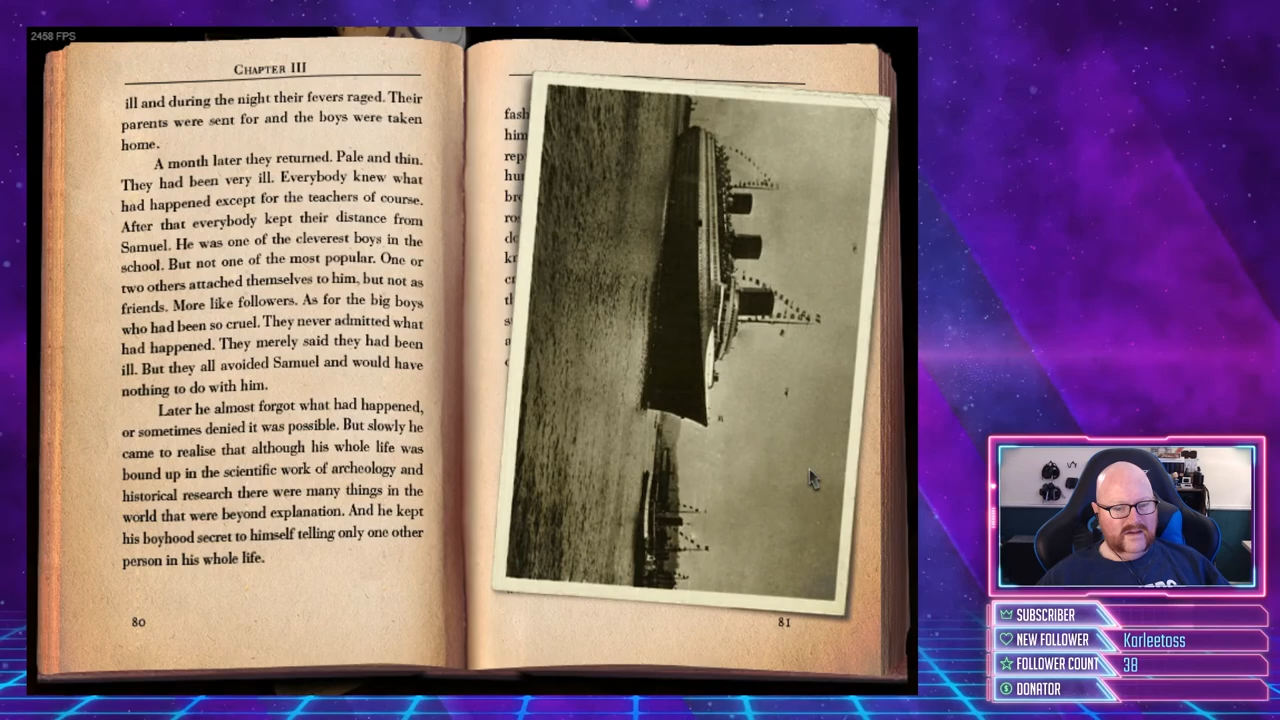 2458 FPS
CHAPTER III
ill and during the night their fevers raged. Their
parents were sent for and the boys were taken
home.
A month later they returned. Pale and thin.
They had been very ill. Everybody knew what
had happened except for the teachers of course.
After that everybody kept their distance from
Samuel. He was one of the cleverest boys in the
school. But not one of the most popular. One or
two others attached themselves to him, but not as
friends. More like followers. As for the big boys
who had been so cruel. They never admitted what
had happened. They merely said they had been
ill. But they all avoided Samuel and would have
nothing to do with him.
Later he almost forgot what had happened,
or sometimes denied it was possible. But slowly he
came to realise that although his whole life was
bound up in the scientific work of archeology and
historical research there were many things in the
world that were beyond explanation. And he kept
his boyhood secret to himself telling only one other
person in his whole life.
80
fash
him
rep
81
SUBSCRIBER
NEW FOLLOWER Karleetoss
FOLLOWER COUNT 38
DONATOR